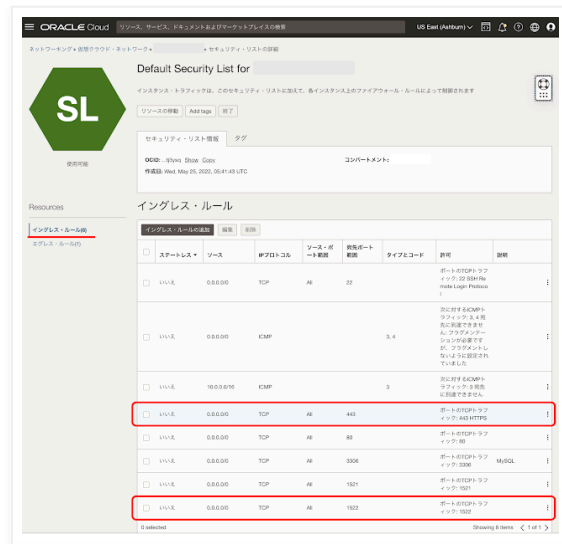 ORACLE Cloud
リソース、サービス、ドキュメントおよびマーケットプレイスの検索
US East (Ashburn)
ネットワーキング » 仮想クラウド・ネットワーク »
» セキュリティ・リストの詳細
Default Security List for
インスタンス・トラフィックは、このセキュリティ・リストに加えて、各インスタンス上のファイアウォール・ルールによって制御されます
SL
使用可能
リソースの移動
Add tags
終了
セキュリティ・リスト情報
タグ
OCID:
Show
Copy
コンパートメント:
作成日: Wed, May 25, 2022, 05:41:43 UTC
Resources
イングレス・ルール(8)
エグレス・ルール(1)
イングレス・ルール
イングレス・ルールの追加
編集
削除
ステートレス
ソース
IPプロトコル
ソース・ポート範囲
宛先ポート範囲
タイプとコード
許可
説明
いいえ 0.0.0.0/0 TCP All 22
ポートのTCPトラフ
ィック: 22 SSH Re
mote Login Protoco
l
いいえ 0.0.0.0/0 ICMP 3, 4
次に対するICMPト
ラフィック: 3, 4 宛
先に到達できませ
ん: フラグメンテー
ションが必要です
が、フラグメントし
ないように設定され
ていました
いいえ 10.0.0.0/16 ICMP 3
次に対するICMPト
ラフィック: 3 宛先
に到達できません
いいえ 0.0.0.0/0 TCP All 443
ポートのTCPトラフ
ィック: 443 HTTPS
いいえ 0.0.0.0/0 TCP All 80
ポートのTCPトラフ
ィック: 80
いいえ 0.0.0.0/0 TCP All 3306
ポートのTCPトラフ
ィック: 3306
MySQL
いいえ 0.0.0.0/0 TCP All 1521
ポートのTCPトラフ
ィック: 1521
いいえ 0.0.0.0/0 TCP All 1522
ポートのTCPトラフ
ィック: 1522
0 selected
Showing 8 items
1 of 1